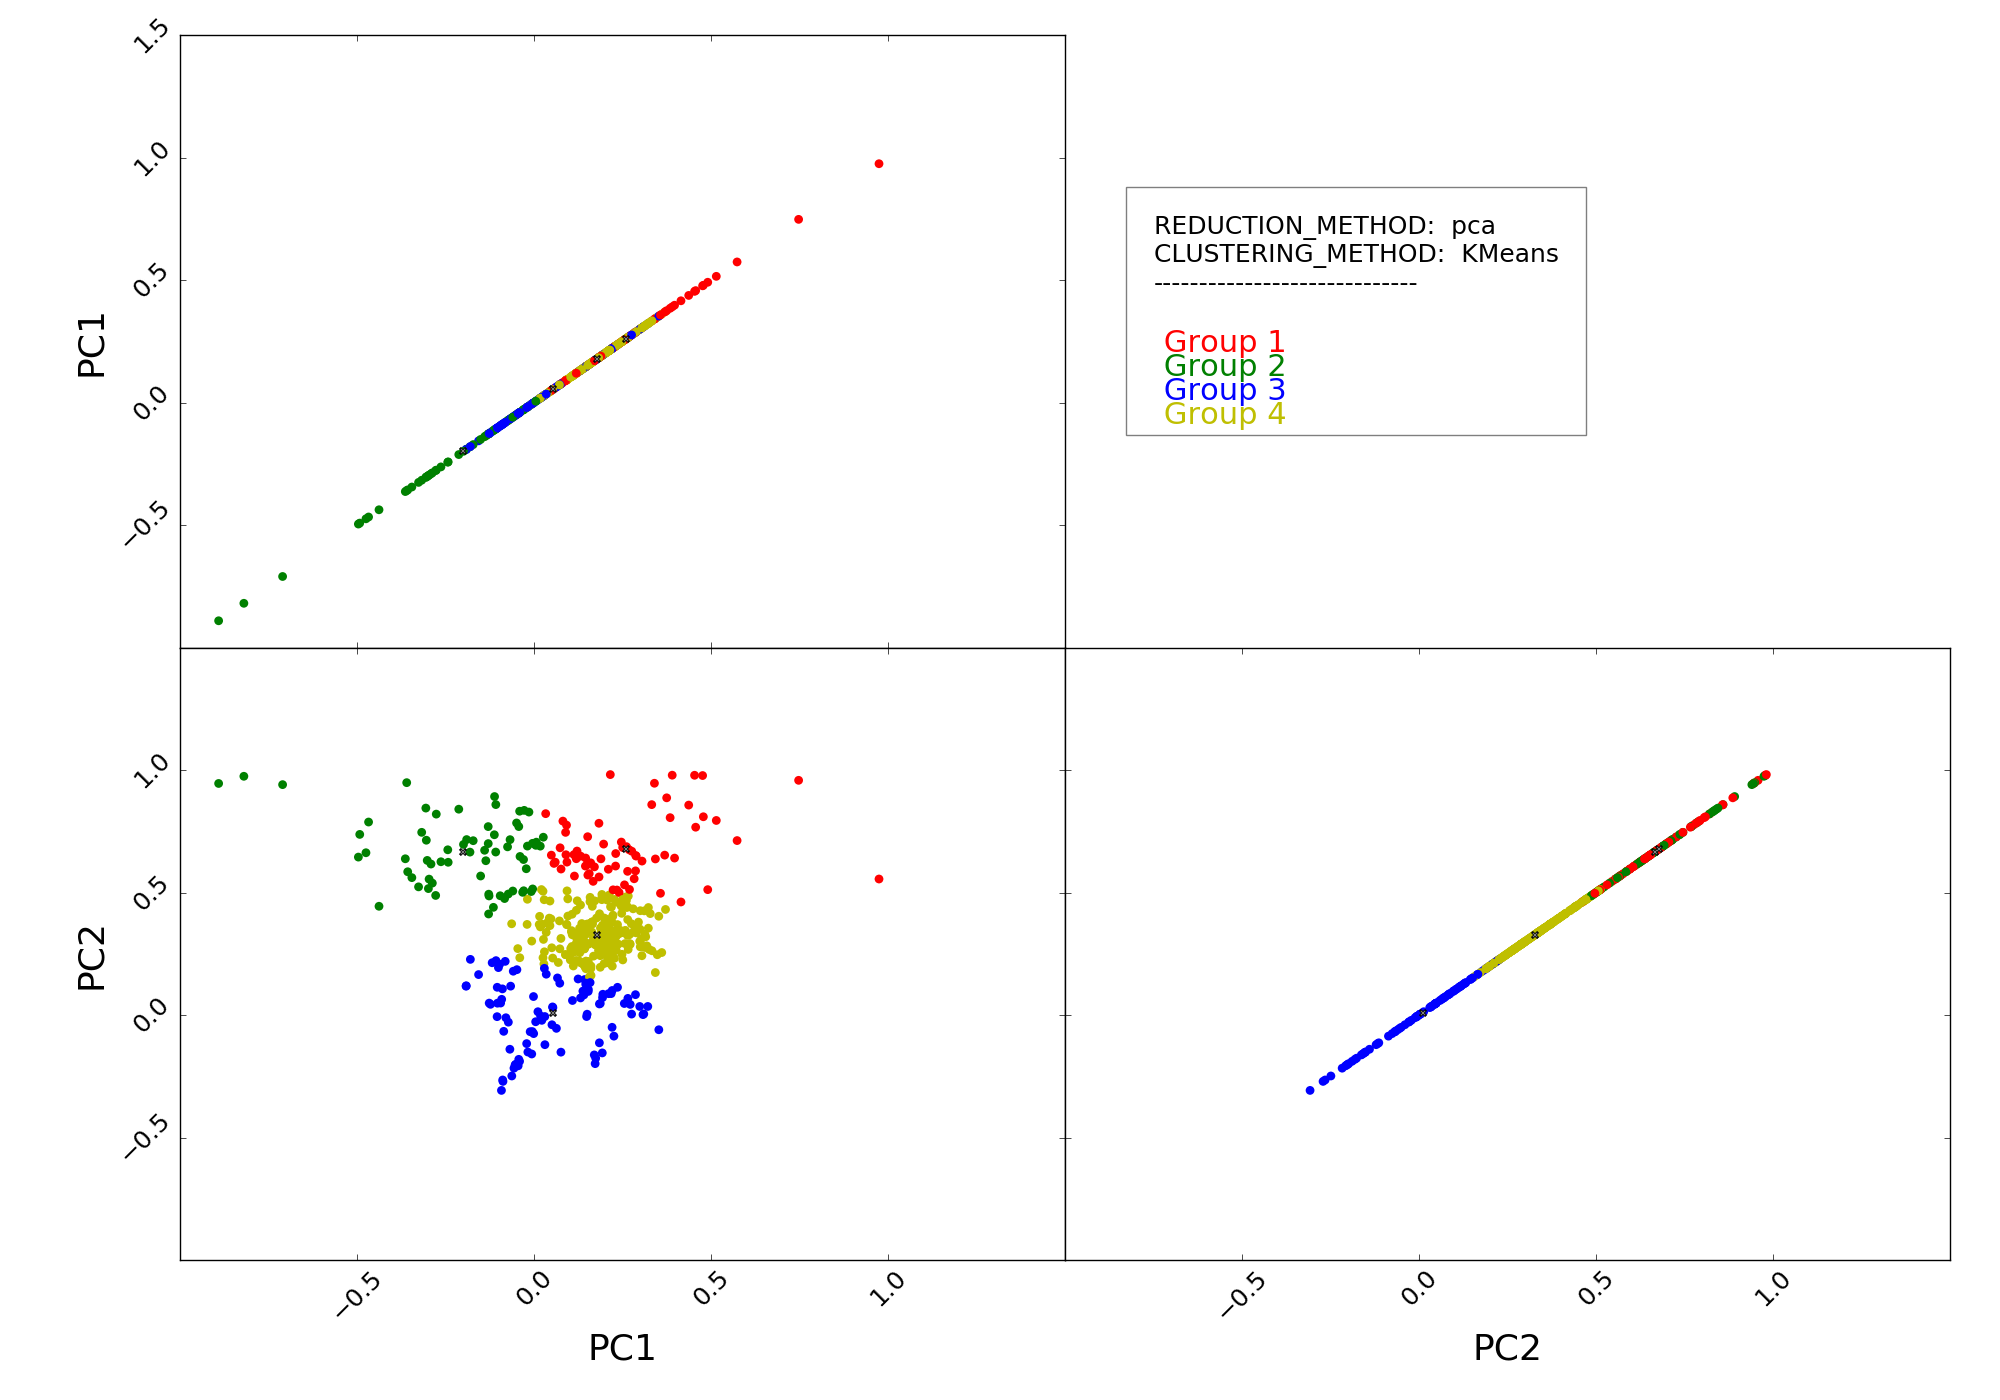 1.5
1.0
0.5
0.0
−0.5
PC1
REDUCTION_METHOD: pca
CLUSTERING_METHOD: KMeans
-----------------------------
Group 1
Group 2
Group 3
Group 4
1.0
0.5
0.0
−0.5
PC2
−0.5 0.0 0.5 1.0
PC1
−0.5 0.0 0.5 1.0
PC2